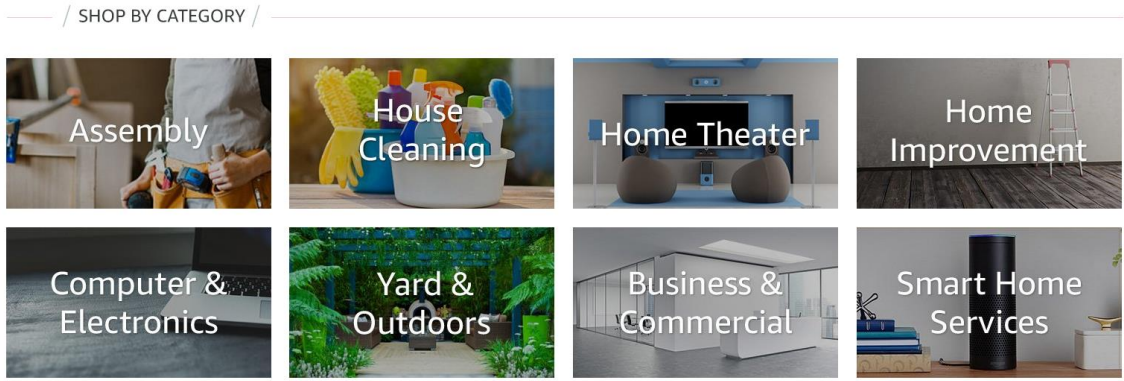 SHOP BY CATEGORY
Assembly
House
Cleaning
Home Theater
Home
Improvement
Computer &
Electronics
Yard &
Outdoors
Business &
Commercial
Smart Home
Services